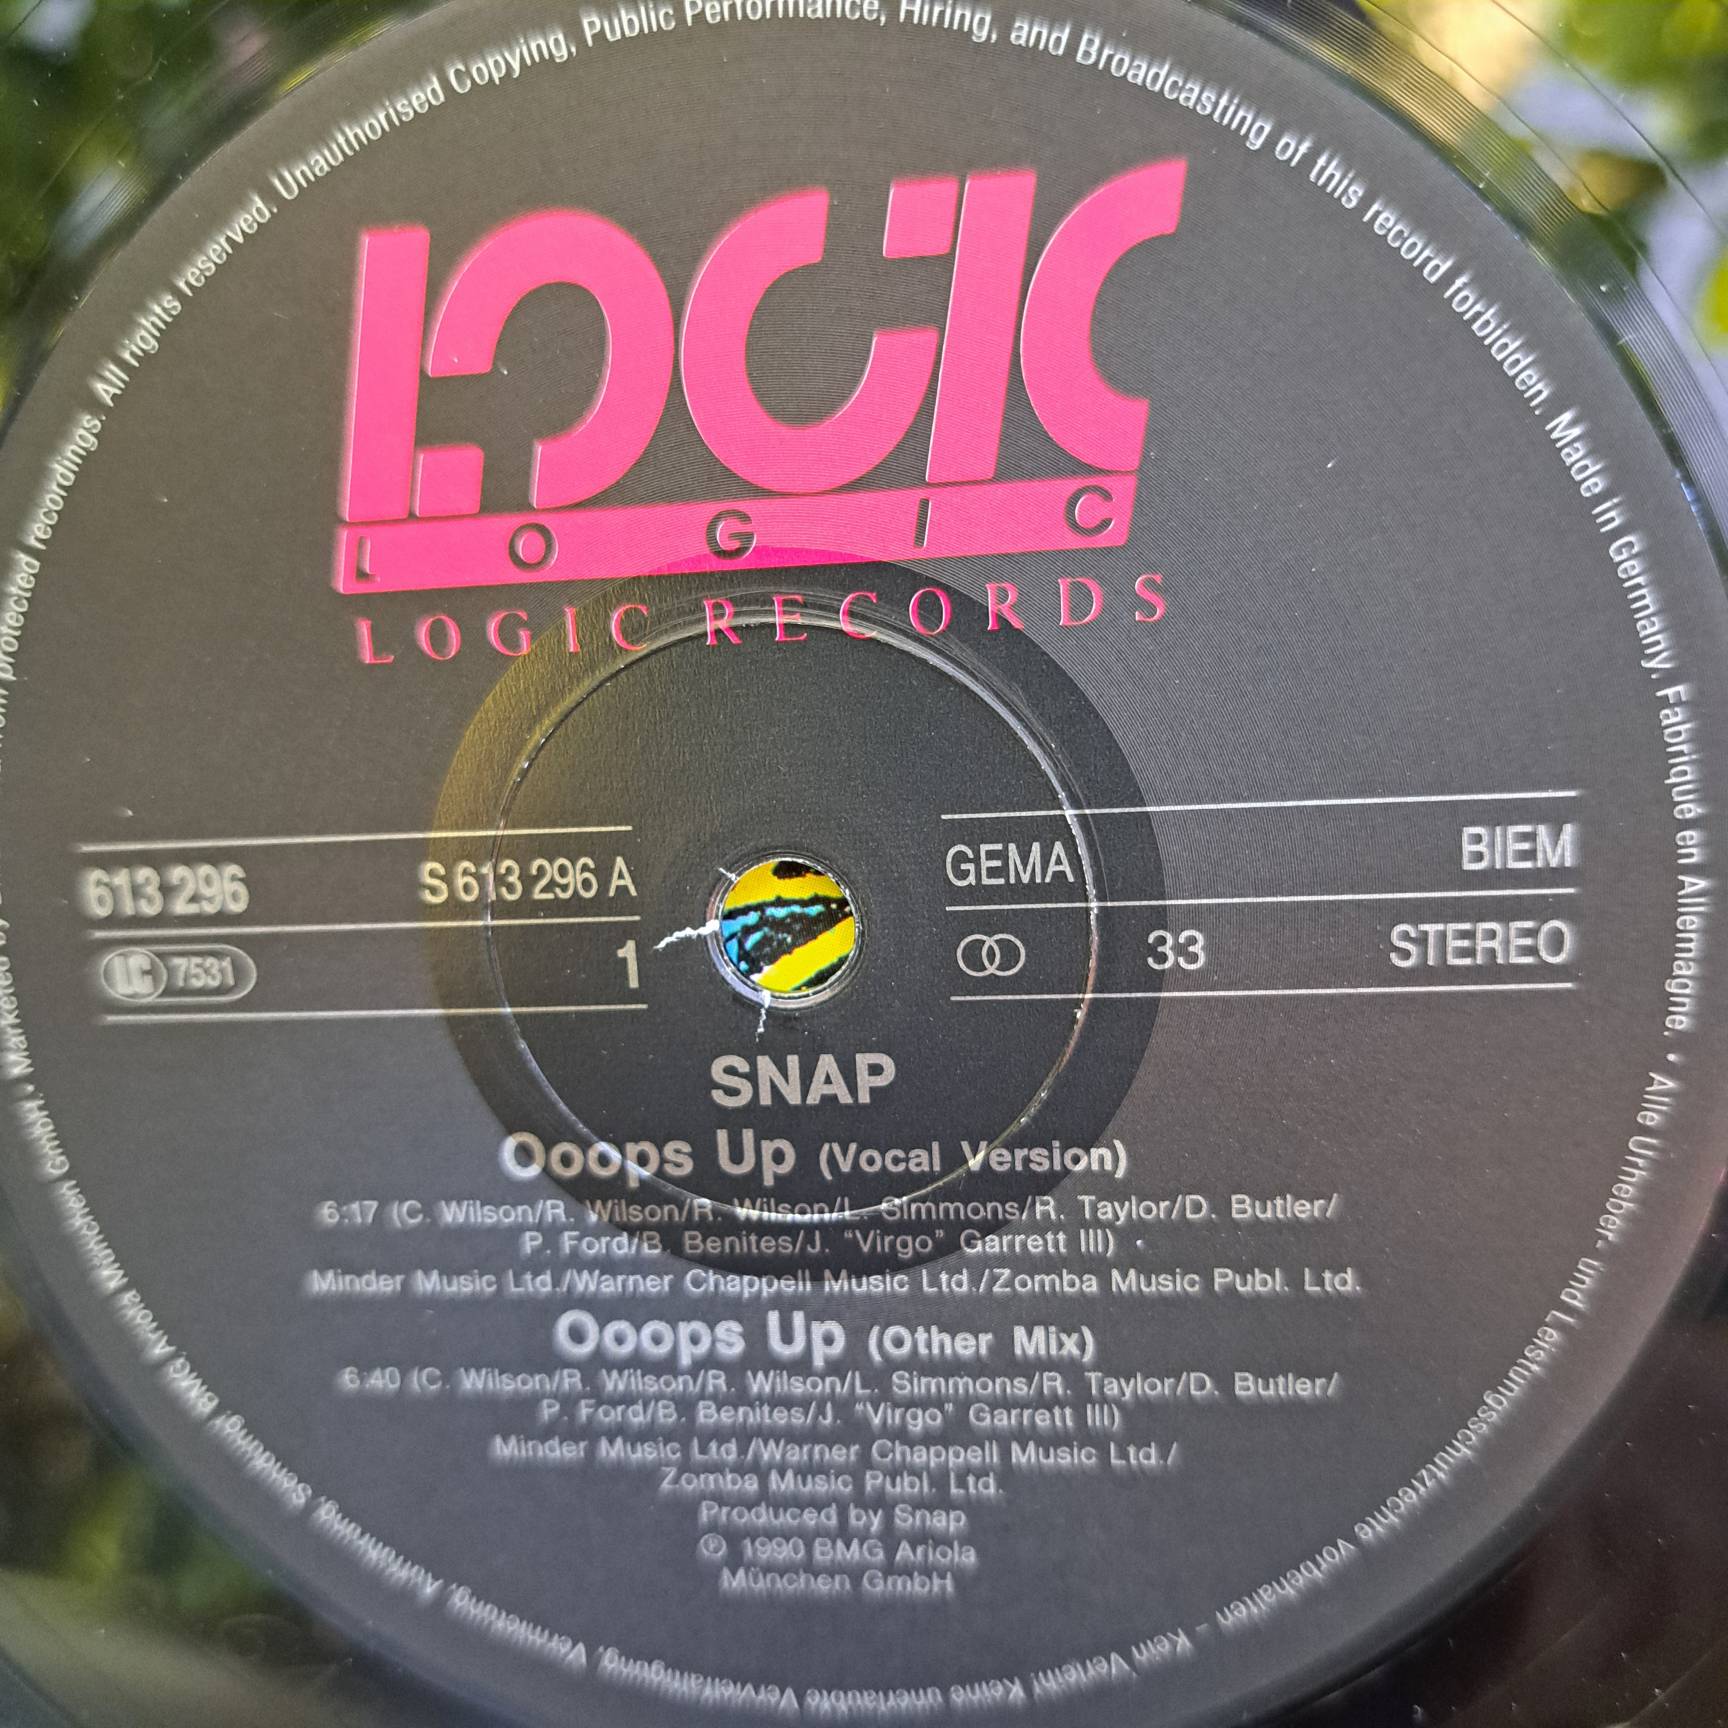 Marketed by
BMG Ariola München GmbH. •
protected recordings. All rights reserved. Unauthorised Copying, Public Performance, Hiring, and Broadcasting of this record forbidden. Made in Germany. Fabriqué en Allemagne. • Alle Urheber- und Leistungsschutzrechte vorbehalten – Kein Verleih! Keine unerlaubte Vervielfältigung, Vermietung, Aufführung, Sendung!
LOGIC
LOGIC
LOGIC RECORDS
613 296 S 613 296 A
LC 7531 1
GEMA BIEM
33 STEREO
SNAP
Ooops Up (Vocal Version)
6:17 (C. Wilson/R. Wilson/R. Wilson/L. Simmons/R. Taylor/D. Butler/
P. Ford/B. Benites/J. “Virgo” Garrett III)
Minder Music Ltd./Warner Chappell Music Ltd./Zomba Music Publ. Ltd.
Ooops Up (Other Mix)
6:40 (C. Wilson/R. Wilson/R. Wilson/L. Simmons/R. Taylor/D. Butler/
P. Ford/B. Benites/J. “Virgo” Garrett III)
Minder Music Ltd./Warner Chappell Music Ltd./
Zomba Music Publ. Ltd.
Produced by Snap
℗ 1990 BMG Ariola
München GmbH